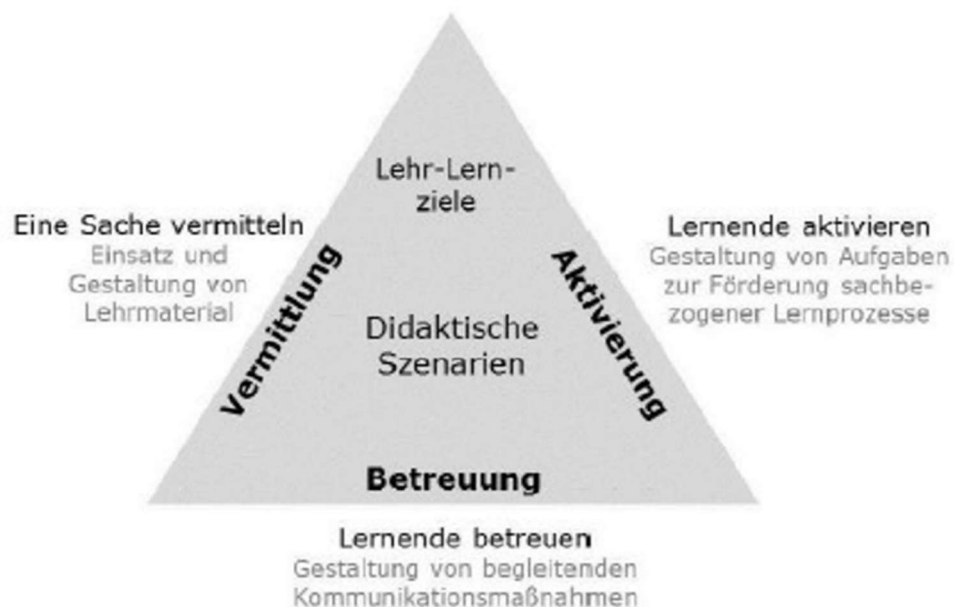 Lehr-Lern-
ziele
Eine Sache vermitteln
Einsatz und
Gestaltung von
Lehrmaterial
Vermittlung
Didaktische
Szenarien
Aktivierung
Lernende aktivieren
Gestaltung von Aufgaben
zur Förderung sachbe-
zogener Lernprozesse
Betreuung
Lernende betreuen
Gestaltung von begleitenden
Kommunikationsmaßnahmen